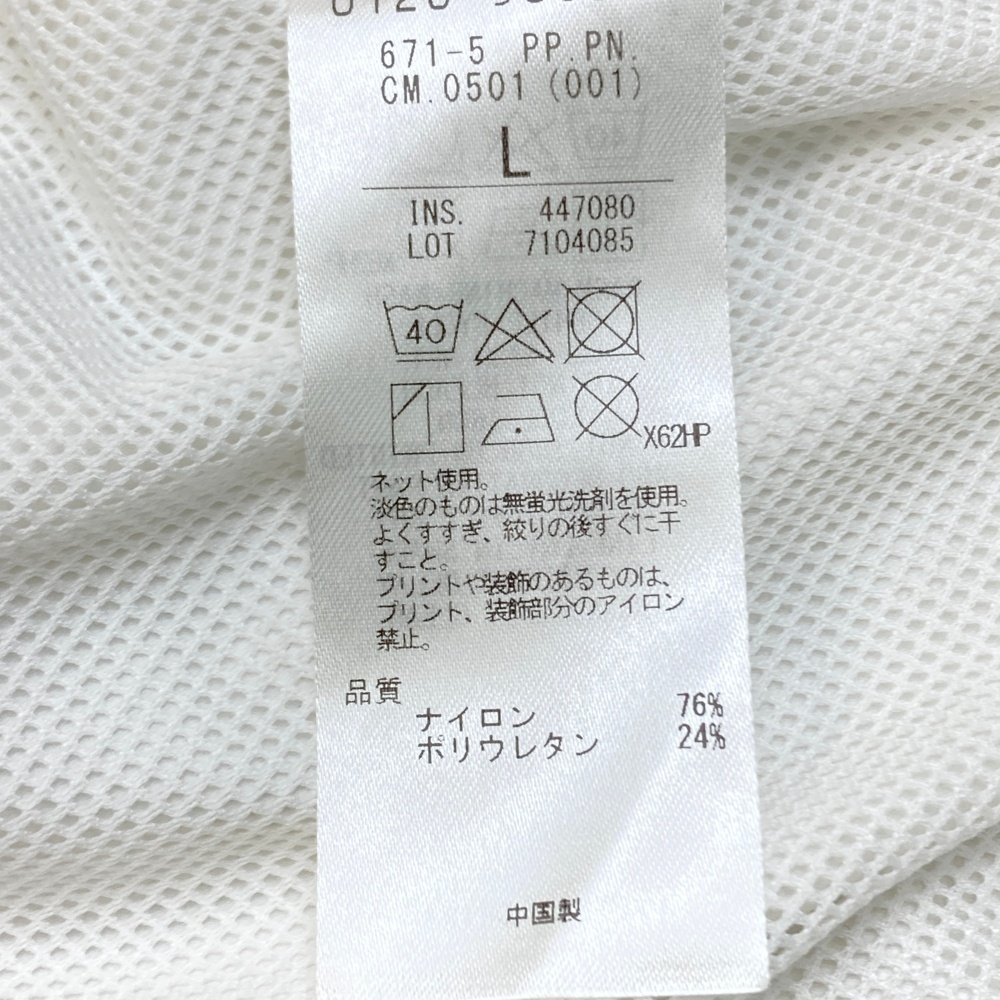 671-5 PP.PN.
CM.0501 (001)
L
INS. 447080
LOT 7104085
40
X62HP
ネット使用。
淡色のものは無蛍光洗剤を使用。
よくすすぎ、絞りの後すぐに干
すこと。
プリントや装飾のあるものは、
プリント、装飾部分のアイロン
禁止。
品質
ナイロン 76%
ポリウレタン 24%
中国製